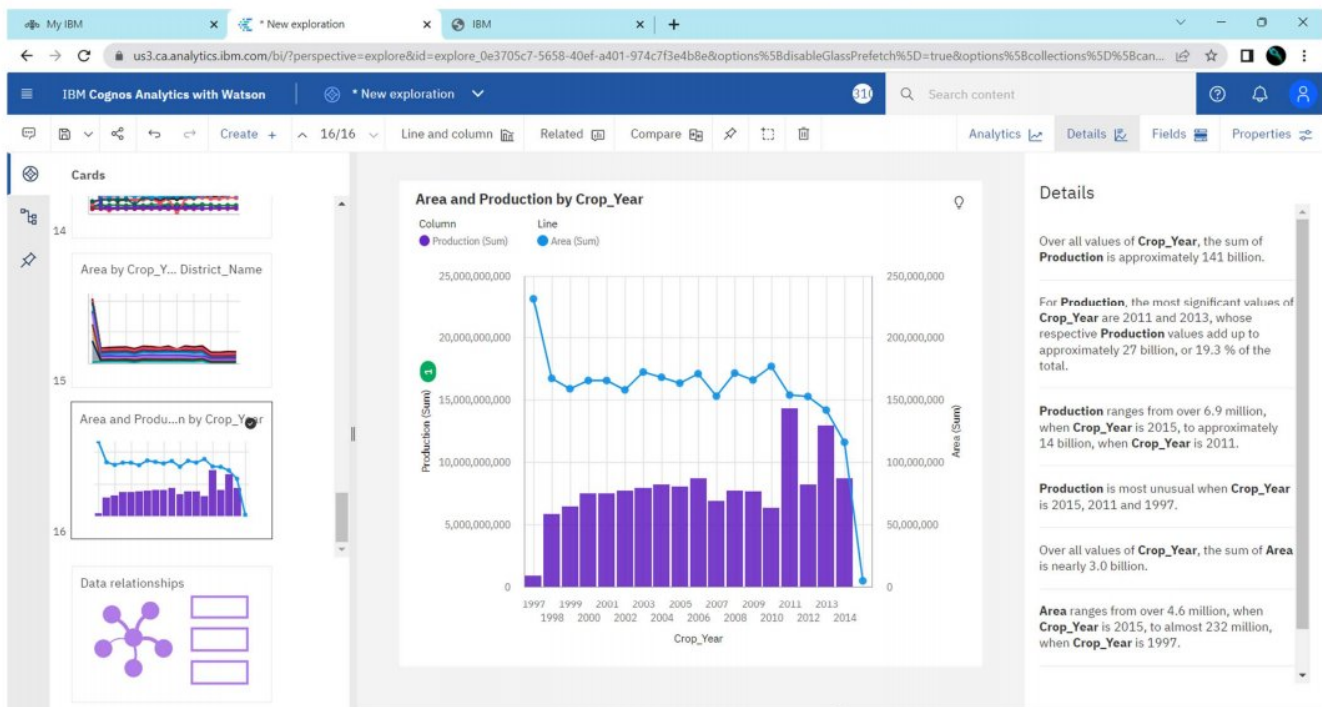 My IBM
* New exploration
IBM
us3.ca.analytics.ibm.com/bi/?perspective=explore&id=explore_0e3705c7-5658-40ef-a401-974c7f3e4b8e&options%5BdisableGlassPrefetch%5D=true&options%5Bcollections%5D%5Bcan...
IBM Cognos Analytics with Watson
* New exploration
Search content
Create +
16/16
Line and column
Related
Compare
Analytics
Details
Fields
Properties
Cards
14
Area by Crop_Y... District_Name
15
Area and Produ...n by Crop_Year
16
Data relationships
Area and Production by Crop_Year
Column
Line
Production (Sum)
Area (Sum)
25,000,000,000
20,000,000,000
15,000,000,000
10,000,000,000
5,000,000,000
0
Production (Sum)
1
250,000,000
200,000,000
150,000,000
100,000,000
50,000,000
0
Area (Sum)
1997 1999 2001 2003 2005 2007 2009 2011 2013
1998 2000 2002 2004 2006 2008 2010 2012 2014
Crop_Year
Details
Over all values of Crop_Year, the sum of
Production is approximately 141 billion.
For Production, the most significant values of
Crop_Year are 2011 and 2013, whose
respective Production values add up to
approximately 27 billion, or 19.3 % of the
total.
Production ranges from over 6.9 million,
when Crop_Year is 2015, to approximately
14 billion, when Crop_Year is 2011.
Production is most unusual when Crop_Year
is 2015, 2011 and 1997.
Over all values of Crop_Year, the sum of Area
is nearly 3.0 billion.
Area ranges from over 4.6 million, when
Crop_Year is 2015, to almost 232 million,
when Crop_Year is 1997.